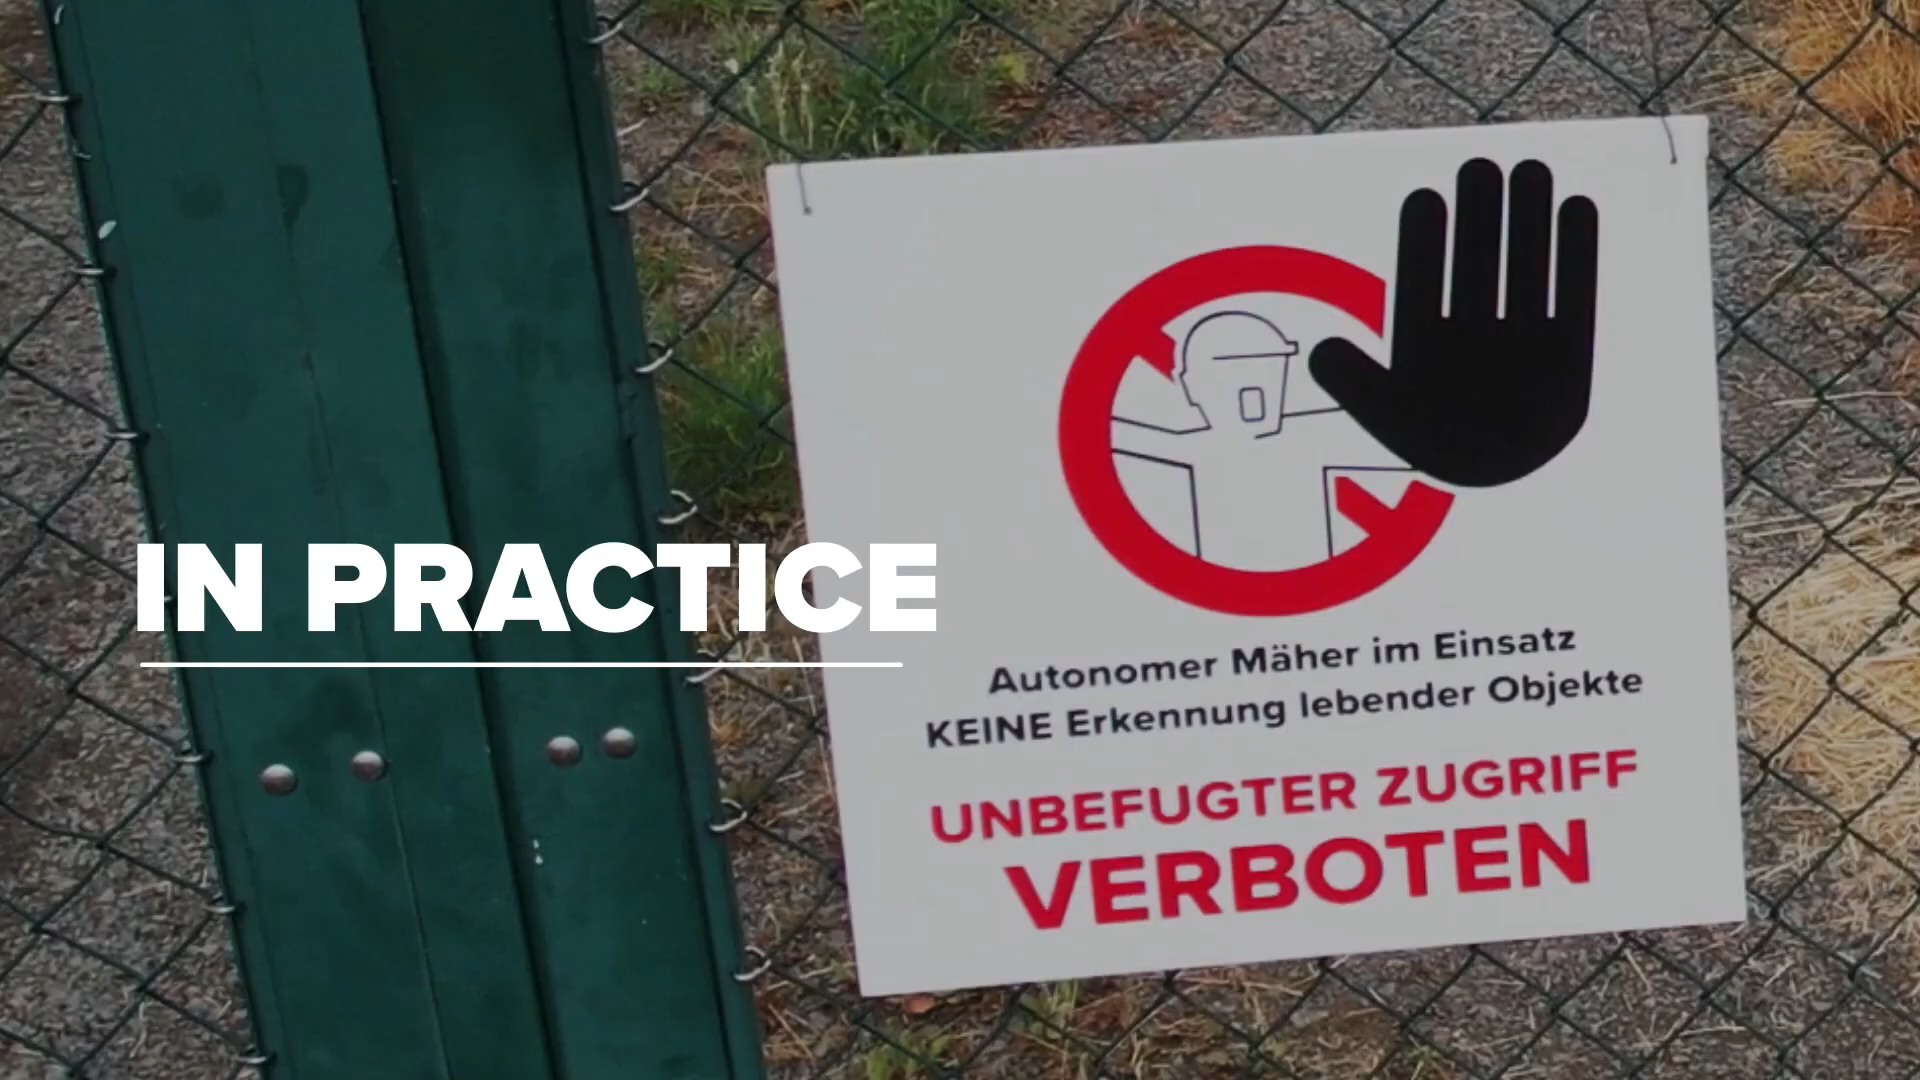 IN PRACTICE
Autonomer Mäher im Einsatz
KEINE Erkennung lebender Objekte
UNBEFUGTER ZUGRIFF
VERBOTEN